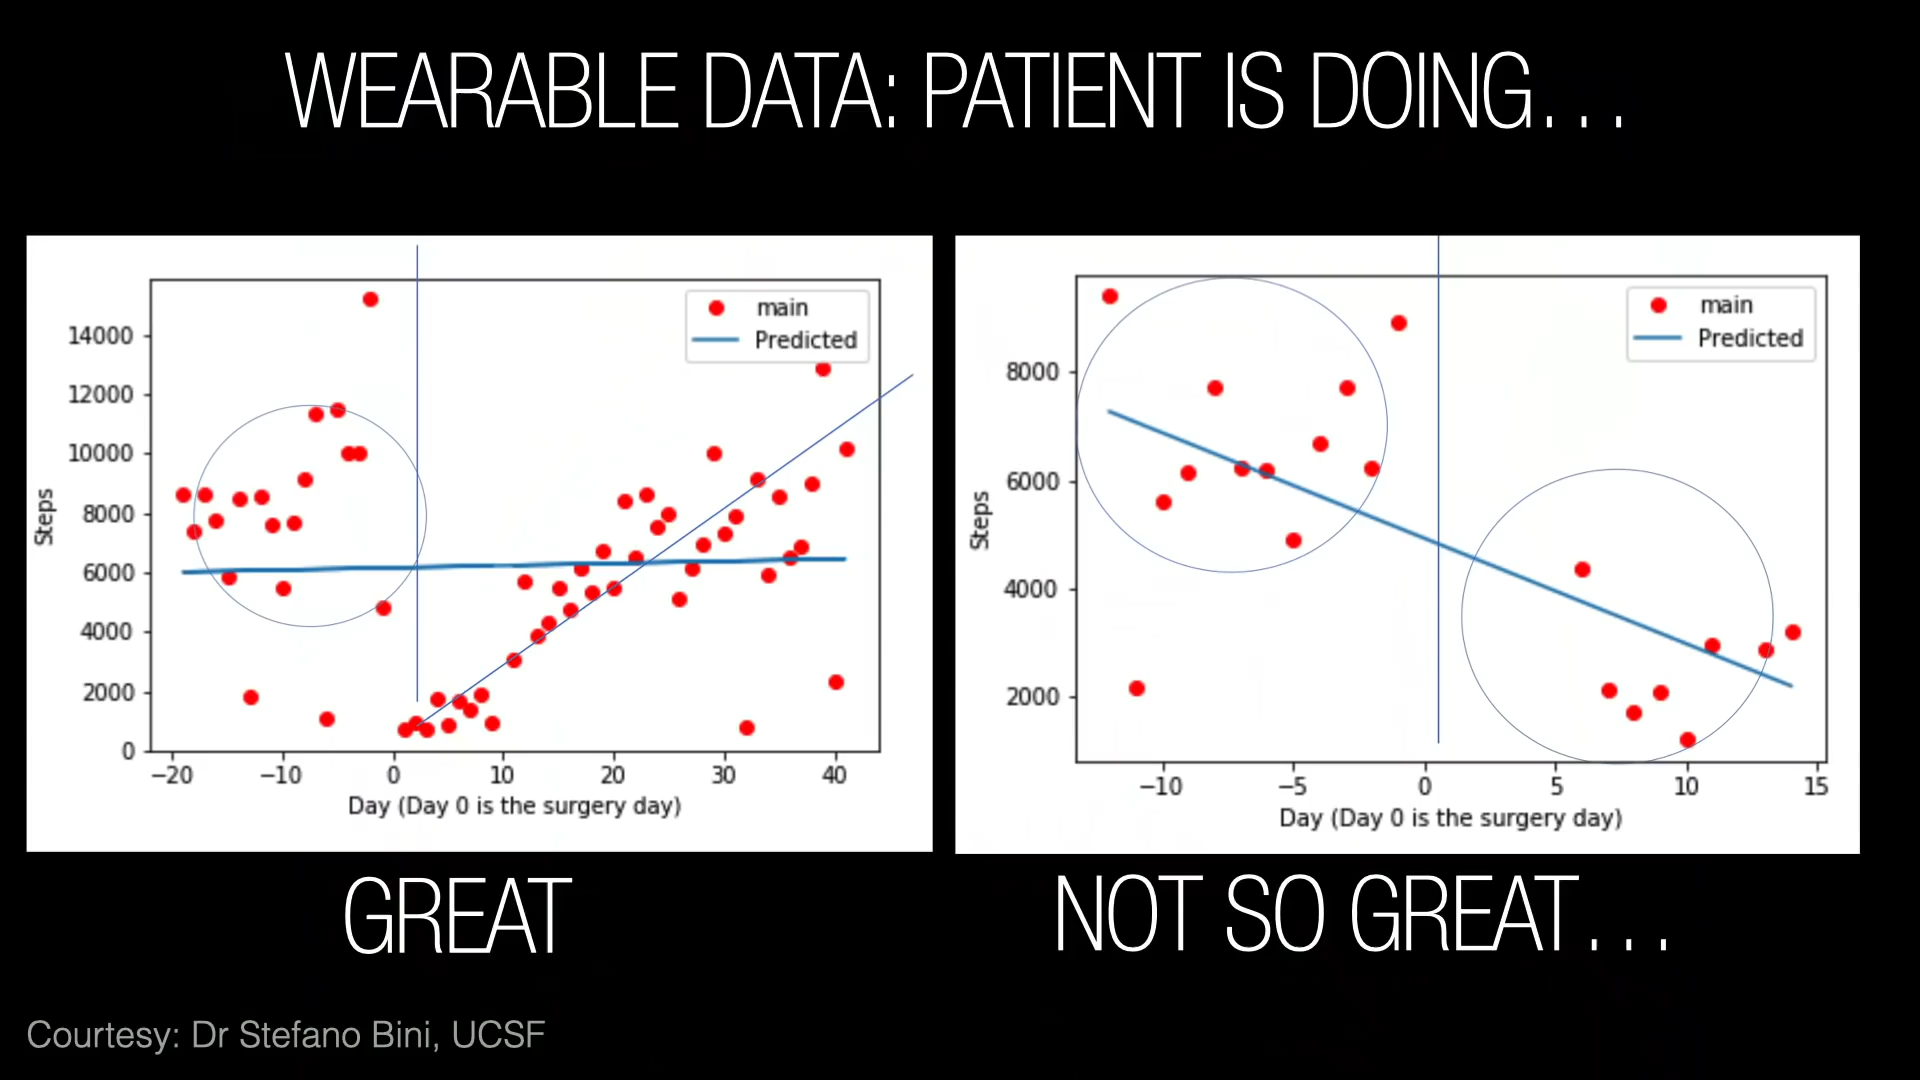 WEARABLE DATA: PATIENT IS DOING...
main
Predicted
14000
12000
10000
8000
6000
4000
2000
0
Steps
−20 −10 0 10 20 30 40
Day (Day 0 is the surgery day)
main
Predicted
8000
6000
4000
2000
Steps
−10 −5 0 5 10 15
Day (Day 0 is the surgery day)
GREAT
NOT SO GREAT...
Courtesy: Dr Stefano Bini, UCSF